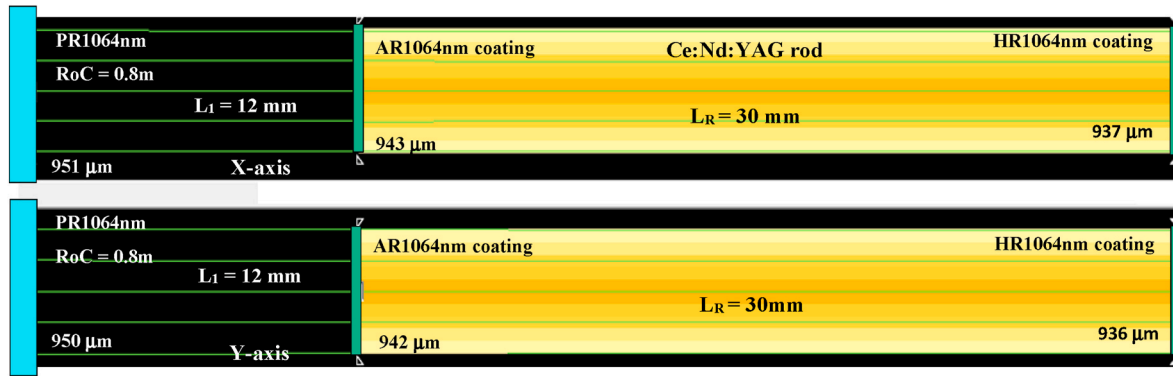 PR1064nm
AR1064nm coating
Ce:Nd:YAG rod
HR1064nm coating
RoC = 0.8m
L₁ = 12 mm
L_R = 30 mm
943 μm
937 μm
951 μm
X-axis
PR1064nm
AR1064nm coating
HR1064nm coating
RoC = 0.8m
L₁ = 12 mm
L_R = 30mm
950 μm
942 μm
936 μm
Y-axis